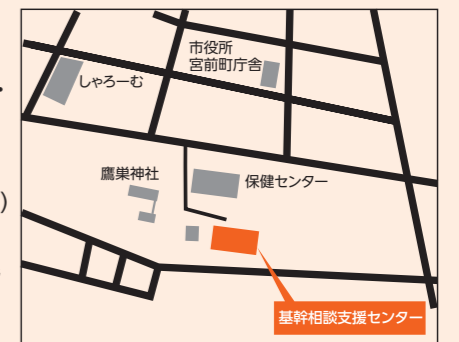 市役所
宮前町庁舎
しゃろーむ
鷹巣神社
保健センター
)
基幹相談支援センター